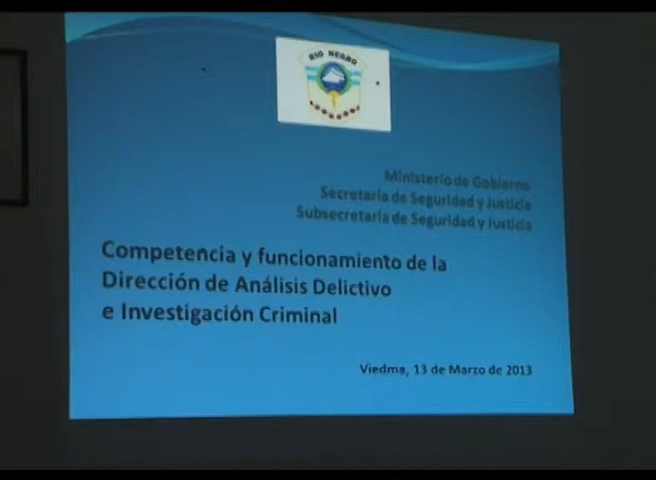 RIO NEGRO
Ministerio de Gobierno
Secretaría de Seguridad y Justicia
Subsecretaría de Seguridad y Justicia
Competencia y funcionamiento de la
Dirección de Análisis Delictivo
e Investigación Criminal
Viedma, 13 de Marzo de 2013